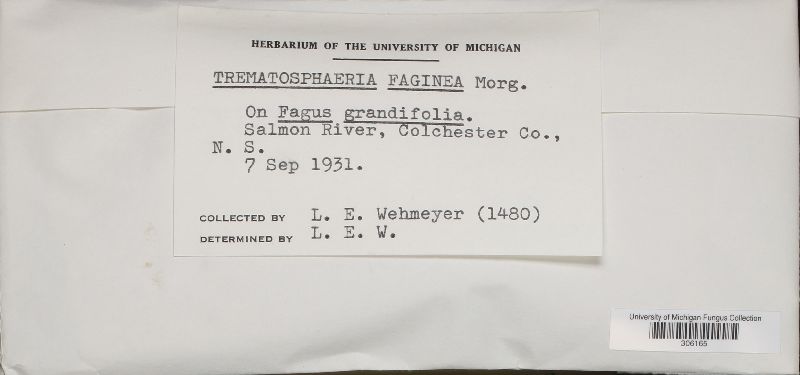 HERBARIUM OF THE UNIVERSITY OF MICHIGAN
TREMATOSPHAERIA FAGINEA Morg.
On Fagus grandifolia.
Salmon River, Colchester Co.,
N. S.
7 Sep 1931.
COLLECTED BY L. E. Wehmeyer (1480)
DETERMINED BY L. E. W.
University of Michigan Fungus Collection
306165